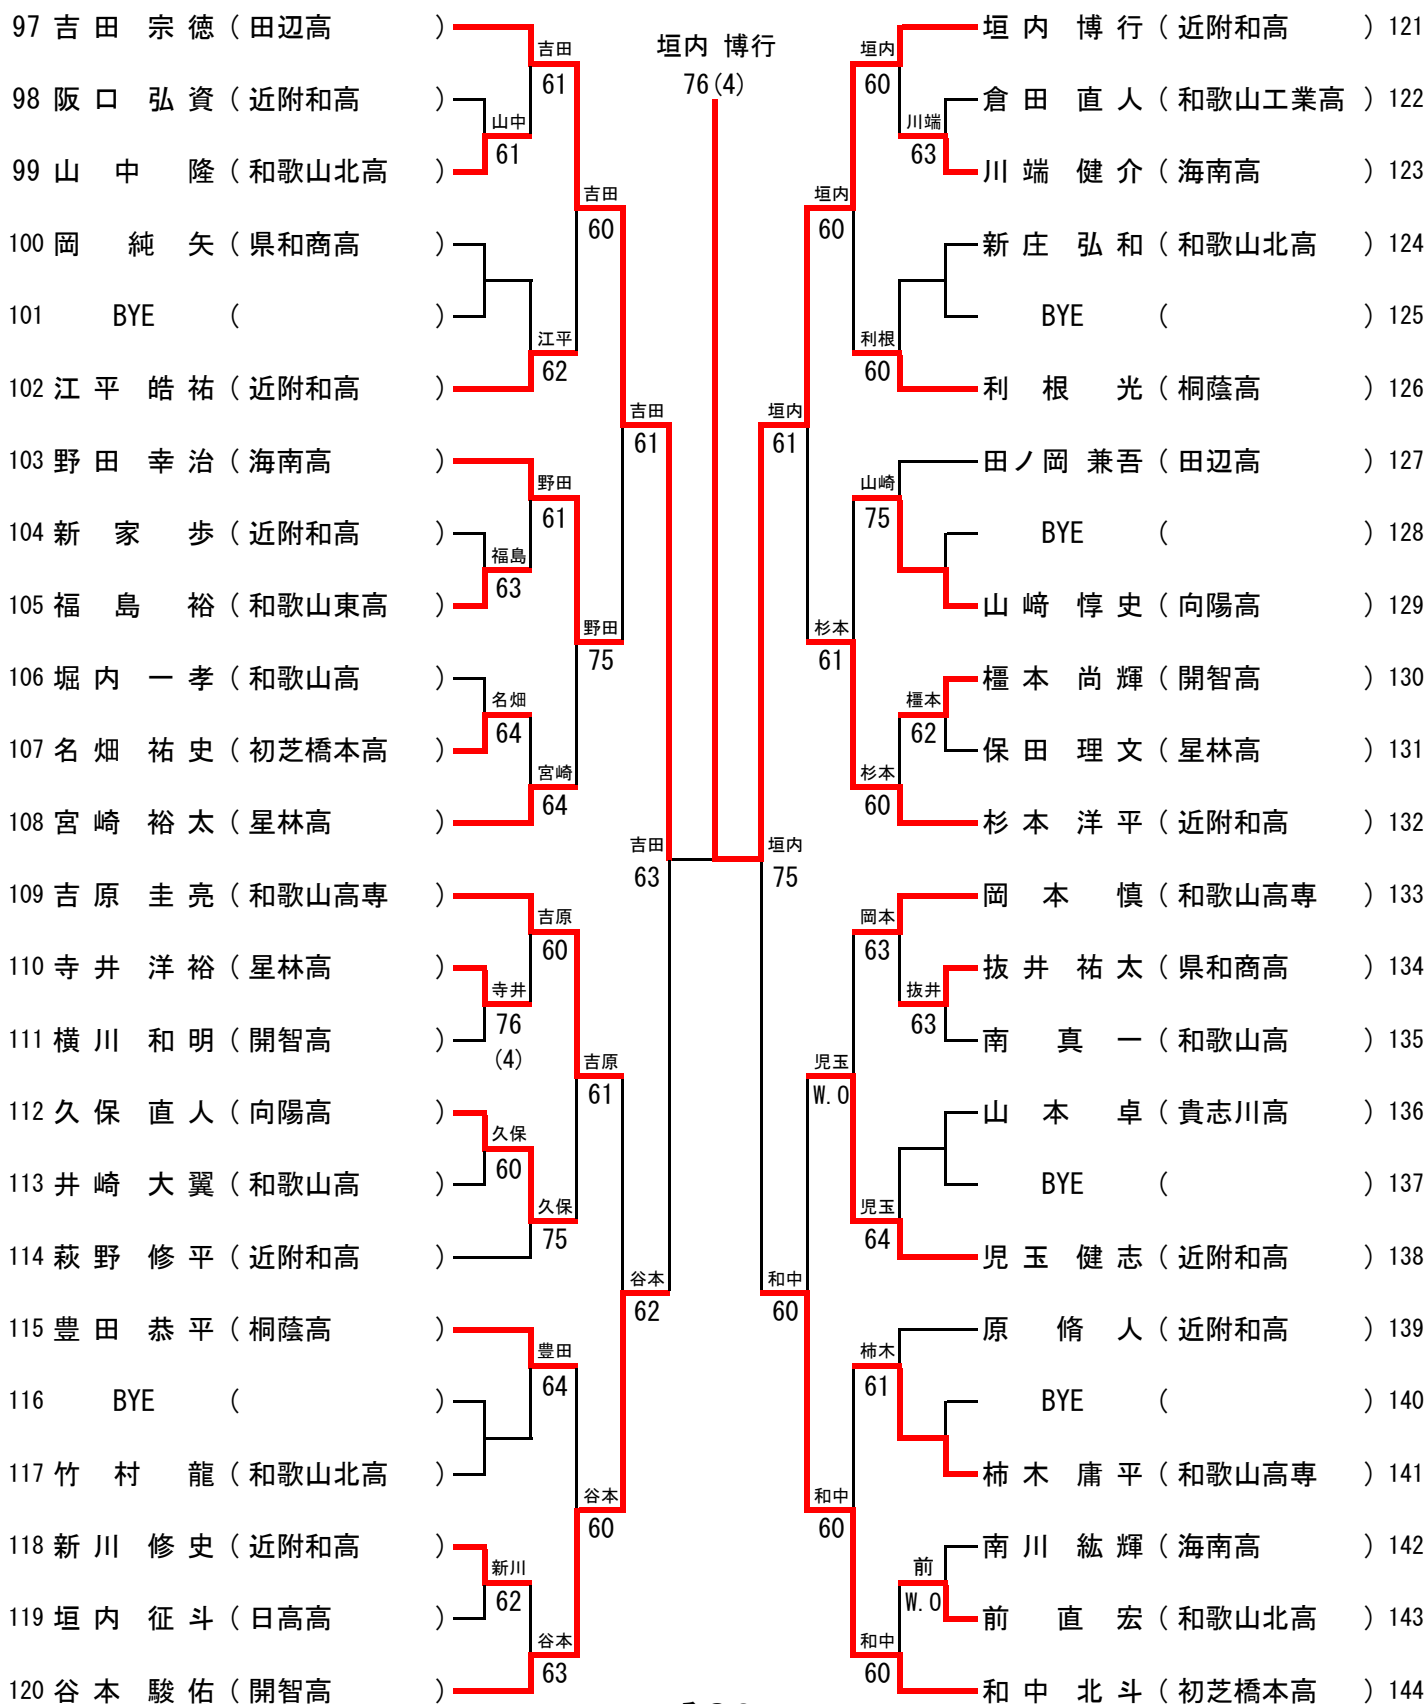 垣内 博行
76(4)
97 吉田 宗徳 (田辺高)
吉田
61
98 阪口 弘資 (近附和高)
山中
61
99 山中 隆 (和歌山北高)
吉田
60
100 岡 純矢 (県和商高)
101 BYE ( )
江平
62
102 江平 皓祐 (近附和高)
吉田
61
103 野田 幸治 (海南高)
野田
61
104 新家 歩 (近附和高)
福島
63
105 福島 裕 (和歌山東高)
野田
75
106 堀内 一孝 (和歌山高)
名畑
64
107 名畑 祐史 (初芝橋本高)
宮崎
64
108 宮崎 裕太 (星林高)
吉田
63
109 吉原 圭亮 (和歌山高専)
吉原
60
110 寺井 洋裕 (星林高)
寺井
76
(4)
111 横川 和明 (開智高)
吉原
61
112 久保 直人 (向陽高)
久保
60
113 井崎 大翼 (和歌山高)
久保
75
114 萩野 修平 (近附和高)
谷本
62
115 豊田 恭平 (桐蔭高)
豊田
64
116 BYE ( )
117 竹村 龍 (和歌山北高)
谷本
60
118 新川 修史 (近附和高)
新川
62
119 垣内 征斗 (日高高)
谷本
63
120 谷本 駿佑 (開智高)
垣内 博行 (近附和高) 121
垣内
60
倉田 直人 (和歌山工業高) 122
川端
63
川端 健介 (海南高) 123
垣内
60
新庄 弘和 (和歌山北高) 124
BYE ( ) 125
利根
60
利根 光 (桐蔭高) 126
垣内
61
田ノ岡 兼吾 (田辺高) 127
山崎
75
BYE ( ) 128
山﨑 惇史 (向陽高) 129
杉本
61
橿本 尚輝 (開智高) 130
橿本
62
保田 理文 (星林高) 131
杉本
60
杉本 洋平 (近附和高) 132
垣内
75
岡本 慎 (和歌山高専) 133
岡本
63
抜井 祐太 (県和商高) 134
抜井
63
南 真一 (和歌山高) 135
児玉
W.O
山本 卓 (貴志川高) 136
BYE ( ) 137
児玉
64
児玉 健志 (近附和高) 138
和中
60
原 脩人 (近附和高) 139
柿木
61
BYE ( ) 140
柿木 庸平 (和歌山高専) 141
和中
60
南川 紘輝 (海南高) 142
前
W.O
前 直宏 (和歌山北高) 143
和中
60
和中 北斗 (初芝橋本高) 144